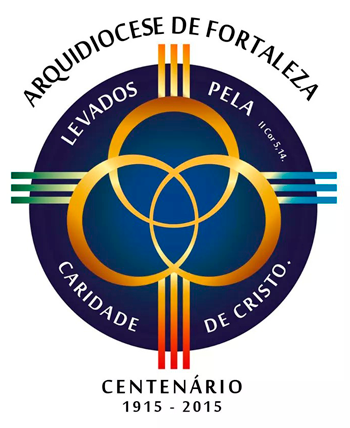 ARQUIDIOCESE DE FORTALEZA
LEVADOS PELA
II Cor 5,14.
CARIDADE DE CRISTO.
CENTENÁRIO
1915 - 2015